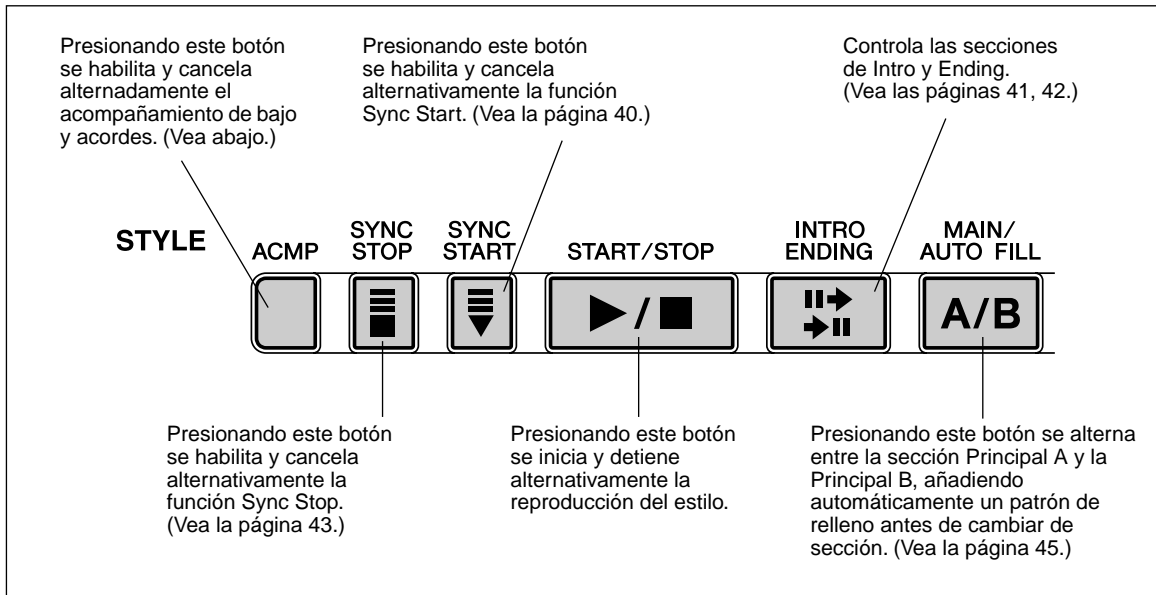 Presionando este botón
se habilita y cancela
alternadamente el
acompañamiento de bajo
y acordes. (Vea abajo.)
Presionando este botón
se habilita y cancela
alternativamente la función
Sync Start. (Vea la página 40.)
Controla las secciones
de Intro y Ending.
(Vea las páginas 41, 42.)
STYLE
ACMP
SYNC
STOP
SYNC
START
START/STOP
INTRO
ENDING
MAIN/
AUTO FILL
A/B
Presionando este botón
se habilita y cancela
alternativamente la
función Sync Stop.
(Vea la página 43.)
Presionando este botón
se inicia y detiene
alternativamente la
reproducción del estilo.
Presionando este botón se alterna
entre la sección Principal A y la
Principal B, añadiendo
automáticamente un patrón de
relleno antes de cambiar de
sección. (Vea la página 45.)